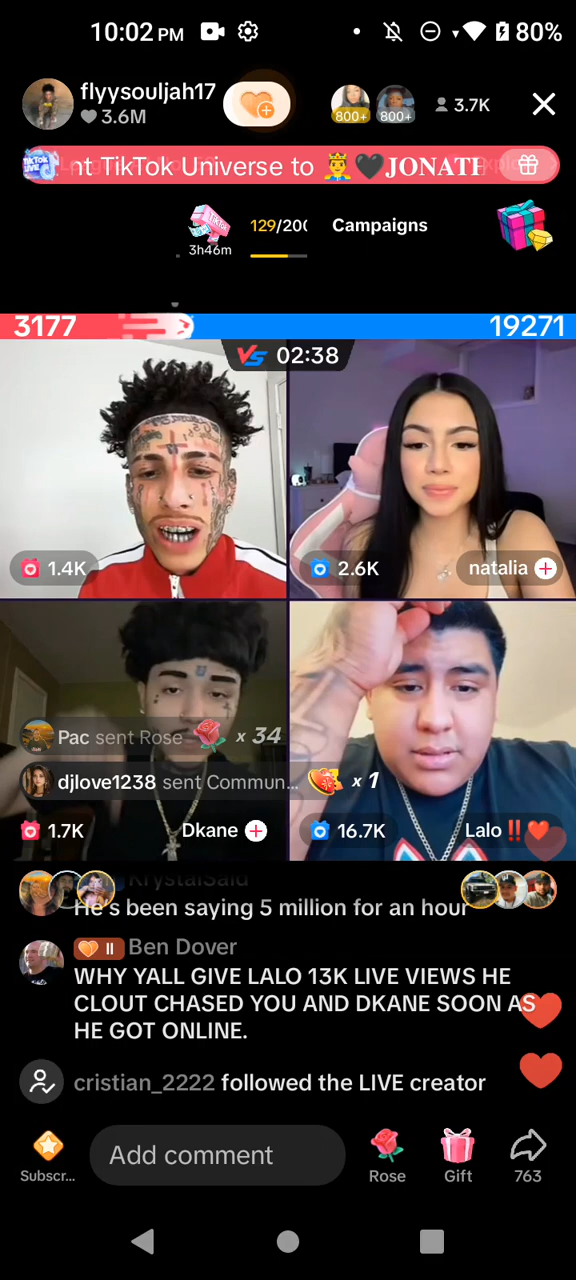 10:02 PM
80%
flyysouljah17
3.6M
800+
800+
3.7K
nt TikTok Universe to 🤴🖤JONATH
3h46m
129/200
Campaigns
3177
19271
VS 02:38
1.4K
2.6K
natalia
Pac sent Rose x 34
djlove1238 sent Commun... x 1
1.7K
Dkane
16.7K
Lalo‼️❤️
KrystalSaid
He's been saying 5 million for an hour
II Ben Dover
WHY YALL GIVE LALO 13K LIVE VIEWS HE
CLOUT CHASED YOU AND DKANE SOON AS
HE GOT ONLINE.
cristian_2222 followed the LIVE creator
Subscr...
Add comment
Rose
Gift
763